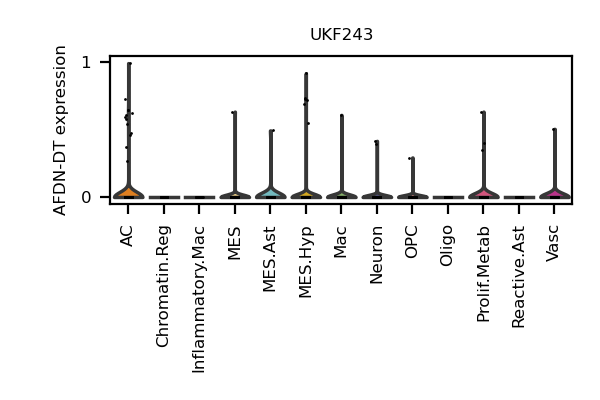 UKF243
AFDN-DT expression
1
0
AC
Chromatin.Reg
Inflammatory.Mac
MES
MES.Ast
MES.Hyp
Mac
Neuron
OPC
Oligo
Prolif.Metab
Reactive.Ast
Vasc